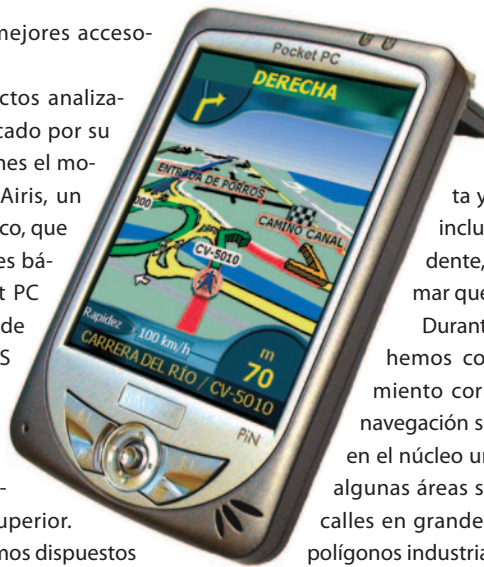 mejores acceso-
ctos analiza-
cado por su
nes el mo-
Airis, un
co, que
es bá-
t PC
de
S
-
uperior.
mos dispuestos
Pocket PC
DERECHA
ENTRADA DE PORROS
000
CAMINO CANAL
CV-5010
Rapidez
100 km/h
m
70
CARRERA DEL RÍO / CV-5010
PiN
ta y
inclu
dente,
mar que
Durant
hemos co
miento cor
navegación s
en el núcleo ur
algunas áreas s
calles en grande
polígonos industria